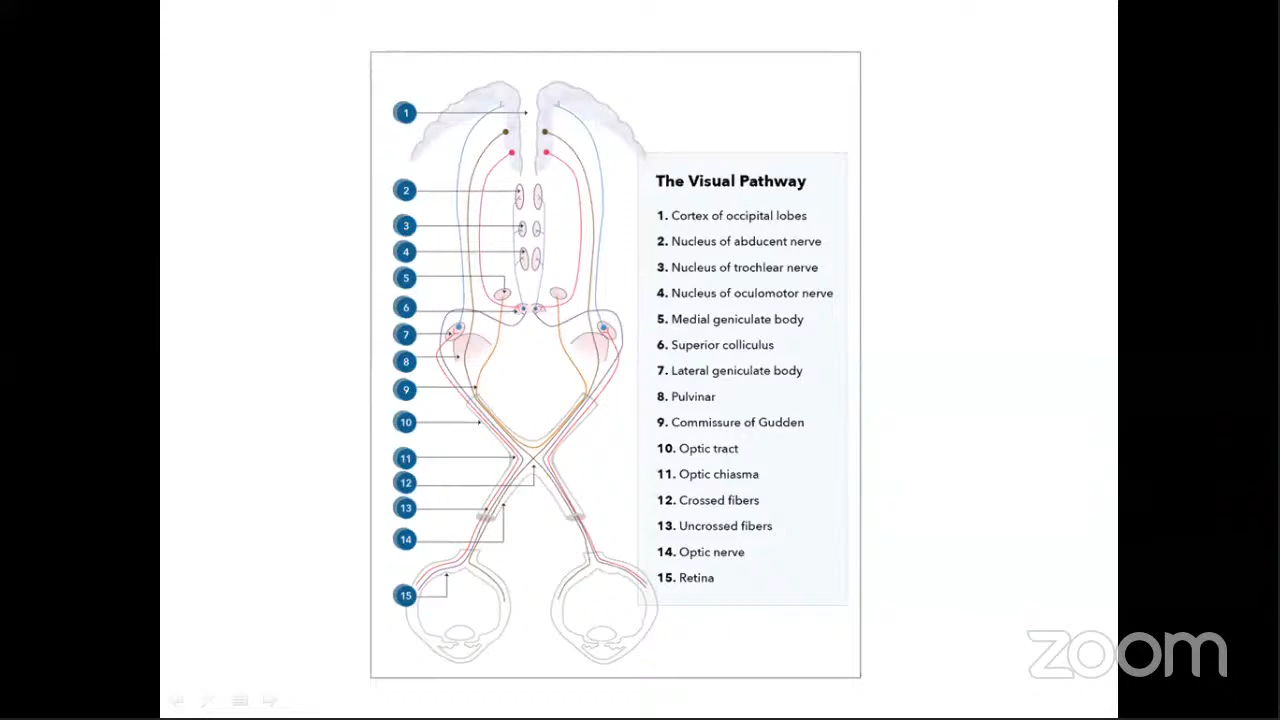 1
2
3
4
5
6
7
8
9
10
11
12
13
14
15
The Visual Pathway
1. Cortex of occipital lobes
2. Nucleus of abducent nerve
3. Nucleus of trochlear nerve
4. Nucleus of oculomotor nerve
5. Medial geniculate body
6. Superior colliculus
7. Lateral geniculate body
8. Pulvinar
9. Commissure of Gudden
10. Optic tract
11. Optic chiasma
12. Crossed fibers
13. Uncrossed fibers
14. Optic nerve
15. Retina
zoom